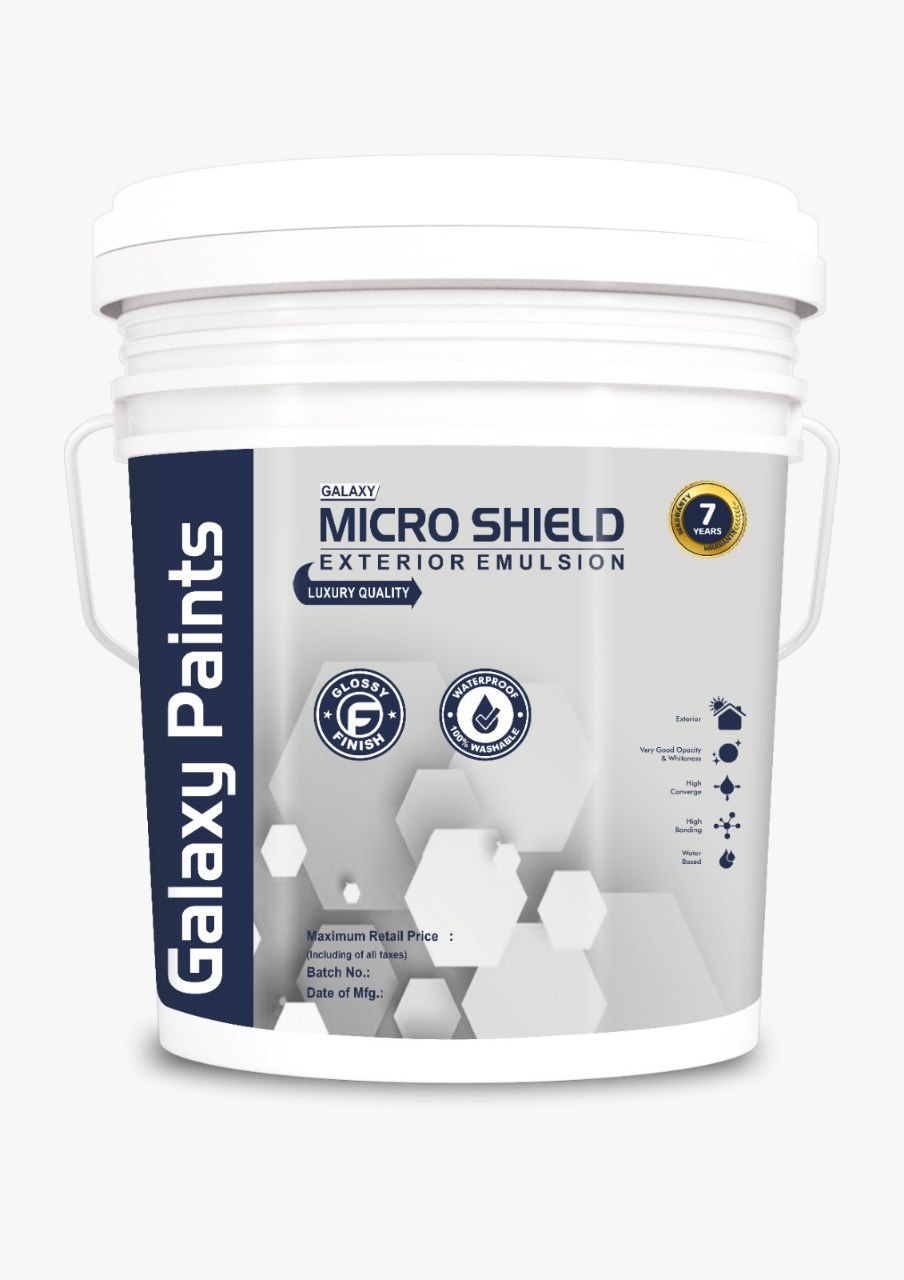 Galaxy Paints
GALAXY
MICRO SHIELD
EXTERIOR EMULSION
LUXURY QUALITY
WARRANTY
7
YEARS
WARRANTY
GLOSSY
FINISH
WATERPROOF
100% WASHABLE
Exterior
Very Good Opacity
& Whiteness
High
Converge
High
Bonding
Water
Based
Maximum Retail Price :
(Including of all taxes)
Batch No.:
Date of Mfg.: